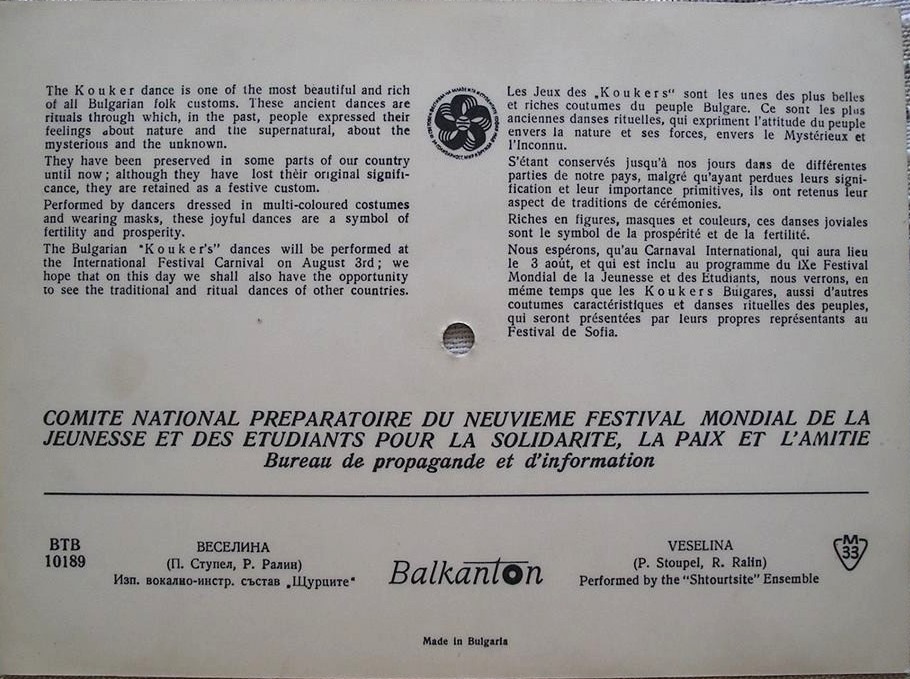 The Kouker dance is one of the most beautiful and rich
of all Bulgarian folk customs. These ancient dances are
rituals through which, in the past, people expressed their
feelings about nature and the supernatural, about the
mysterious and the unknown.
They have been preserved in some parts of our country
until now; although they have lost their original signifi-
cance, they are retained as a festive custom.
Performed by dancers dressed in multi-coloured costumes
and wearing masks, these joyful dances are a symbol of
fertility and prosperity.
The Bulgarian "Kouker's" dances will be performed at
the International Festival Carnival on August 3rd; we
hope that on this day we shall also have the opportunity
to see the traditional and ritual dances of other countries.
Les Jeux des „Koukers" sont les unes des plus belles
et riches coutumes du peuple Bulgare. Ce sont les plus
anciennes danses rituelles, qui expriment l'attitude du peuple
envers la nature et ses forces, envers le Mystérieux et
l'Inconnu.
S'étant conservés jusqu'à nos jours dans de différentes
parties de notre pays, malgré qu'ayant perdues leurs signi-
fication et leur importance primitives, ils ont retenus leur
aspect de traditions de cérémonies.
Riches en figures, masques et couleurs, ces danses joviales
sont le symbol de la prospérité et de la fertilité.
Nous espérons, qu'au Carnaval International, qui aura lieu
le 3 août, et qui est inclu au programme du IXe Festival
Mondial de la Jeunesse et des Etudiants, nous verrons, en
méme temps que les Koukers Bulgares, aussi d'autres
coutumes caractéristiques et danses rituelles des peuples,
qui seront présentées par leurs propres représentants au
Festival de Sofia.
COMITE NATIONAL PREPARATOIRE DU NEUVIEME FESTIVAL MONDIAL DE LA
JEUNESSE ET DES ETUDIANTS POUR LA SOLIDARITE, LA PAIX ET L'AMITIE
Bureau de propagande et d'information
BTB
10189
ВЕСЕЛИНА
(П. Ступел, Р. Ралин)
Изп. вокално-инстр. състав „Щурците"
Balkanton
VESELINA
(P. Stoupel, R. Ralin)
Performed by the "Shtourtsite" Ensemble
M
33
Made in Bulgaria